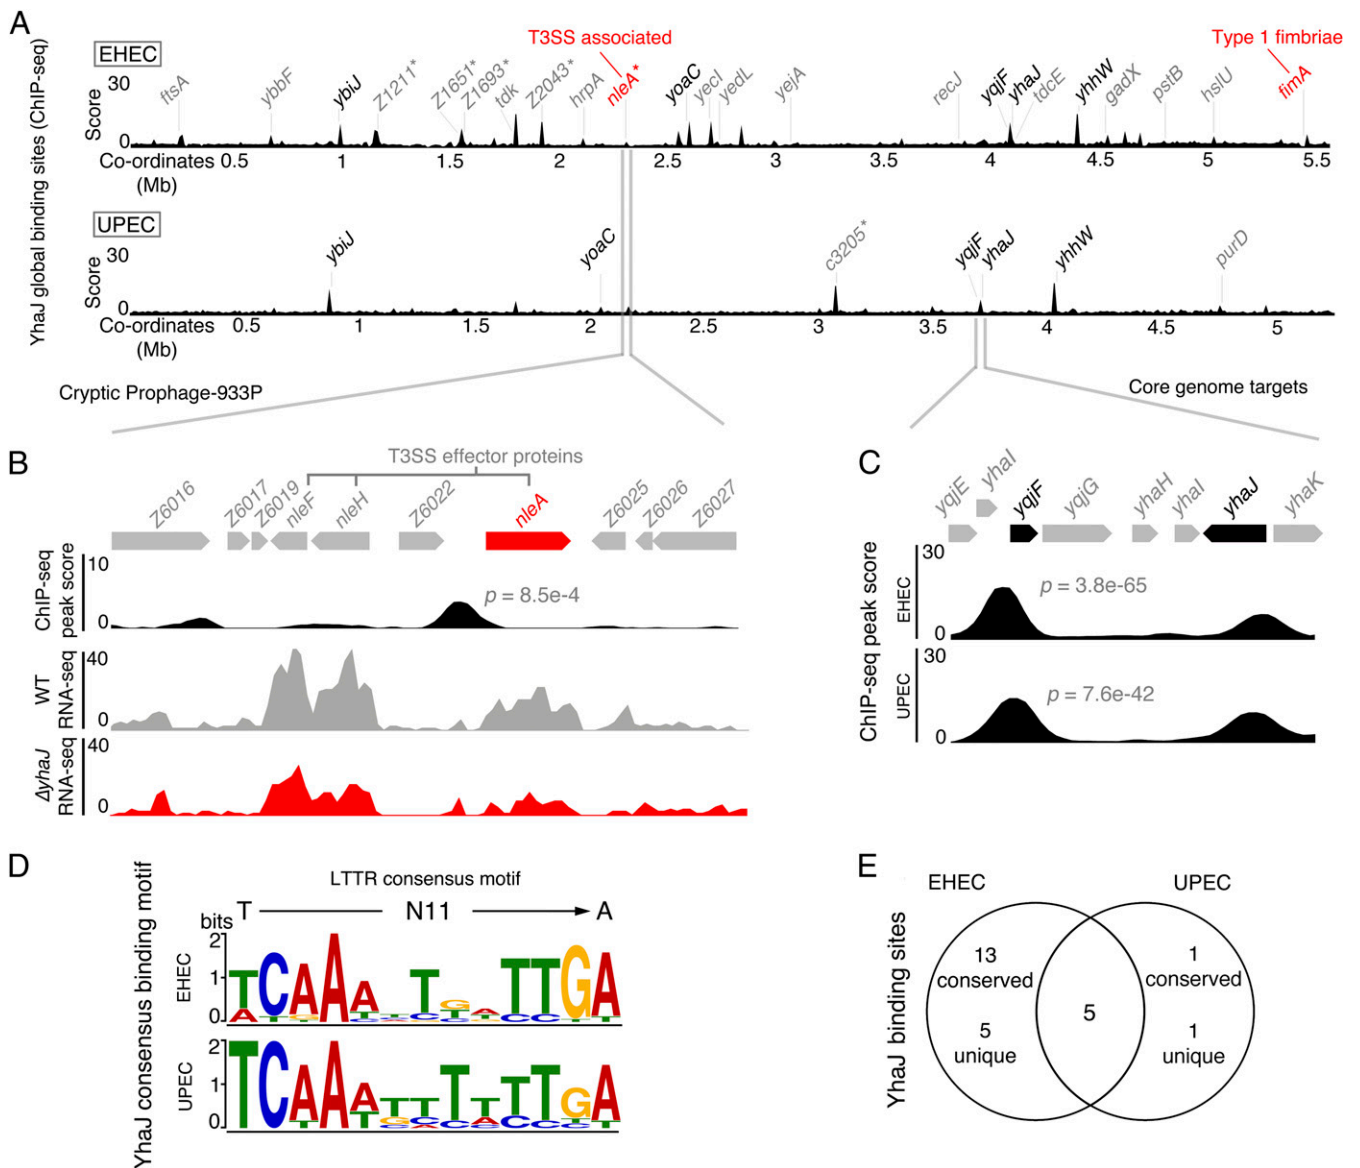 A
T3SS associated
Type 1 fimbriae
EHEC
YhaJ global binding sites (ChIP-seq)
Score
30
0
ftsA
ybbF
ybiJ
Z1211*
Z1651*
Z1693*
tdk
Z2043*
hrpA
nleA*
yoaC
yecI
yedL
yejA
recJ
yqjF
yhaJ
tdcE
yhhW
gadX
pstB
hslU
fimA
Co-ordinates 0.5 1 1.5 2 2.5 3 3.5 4 4.5 5 5.5
(Mb)
UPEC
Score
30
0
ybiJ
yoaC
c3205*
yqjF
yhaJ
yhhW
purD
Co-ordinates 0.5 1 1.5 2 2.5 3 3.5 4 4.5 5
(Mb)
Cryptic Prophage-933P
Core genome targets
B
T3SS effector proteins
Z6016
Z6017
Z6019
nleF
nleH
Z6022
nleA
Z6025
Z6026
Z6027
ChIP-seq
peak score
10
0
p = 8.5e-4
WT
RNA-seq
40
0
ΔyhaJ
RNA-seq
40
0
C
yqjE
yhaI
yqjF
yqjG
yhaH
yhaI
yhaJ
yhaK
ChIP-seq peak score
EHEC
30
0
p = 3.8e-65
UPEC
30
0
p = 7.6e-42
D
YhaJ consensus binding motif
LTTR consensus motif
bits T N11 A
EHEC
2
1
0
UPEC
2
1
0
E
EHEC UPEC
YhaJ binding sites
13
conserved
5
unique
5
1
conserved
1
unique